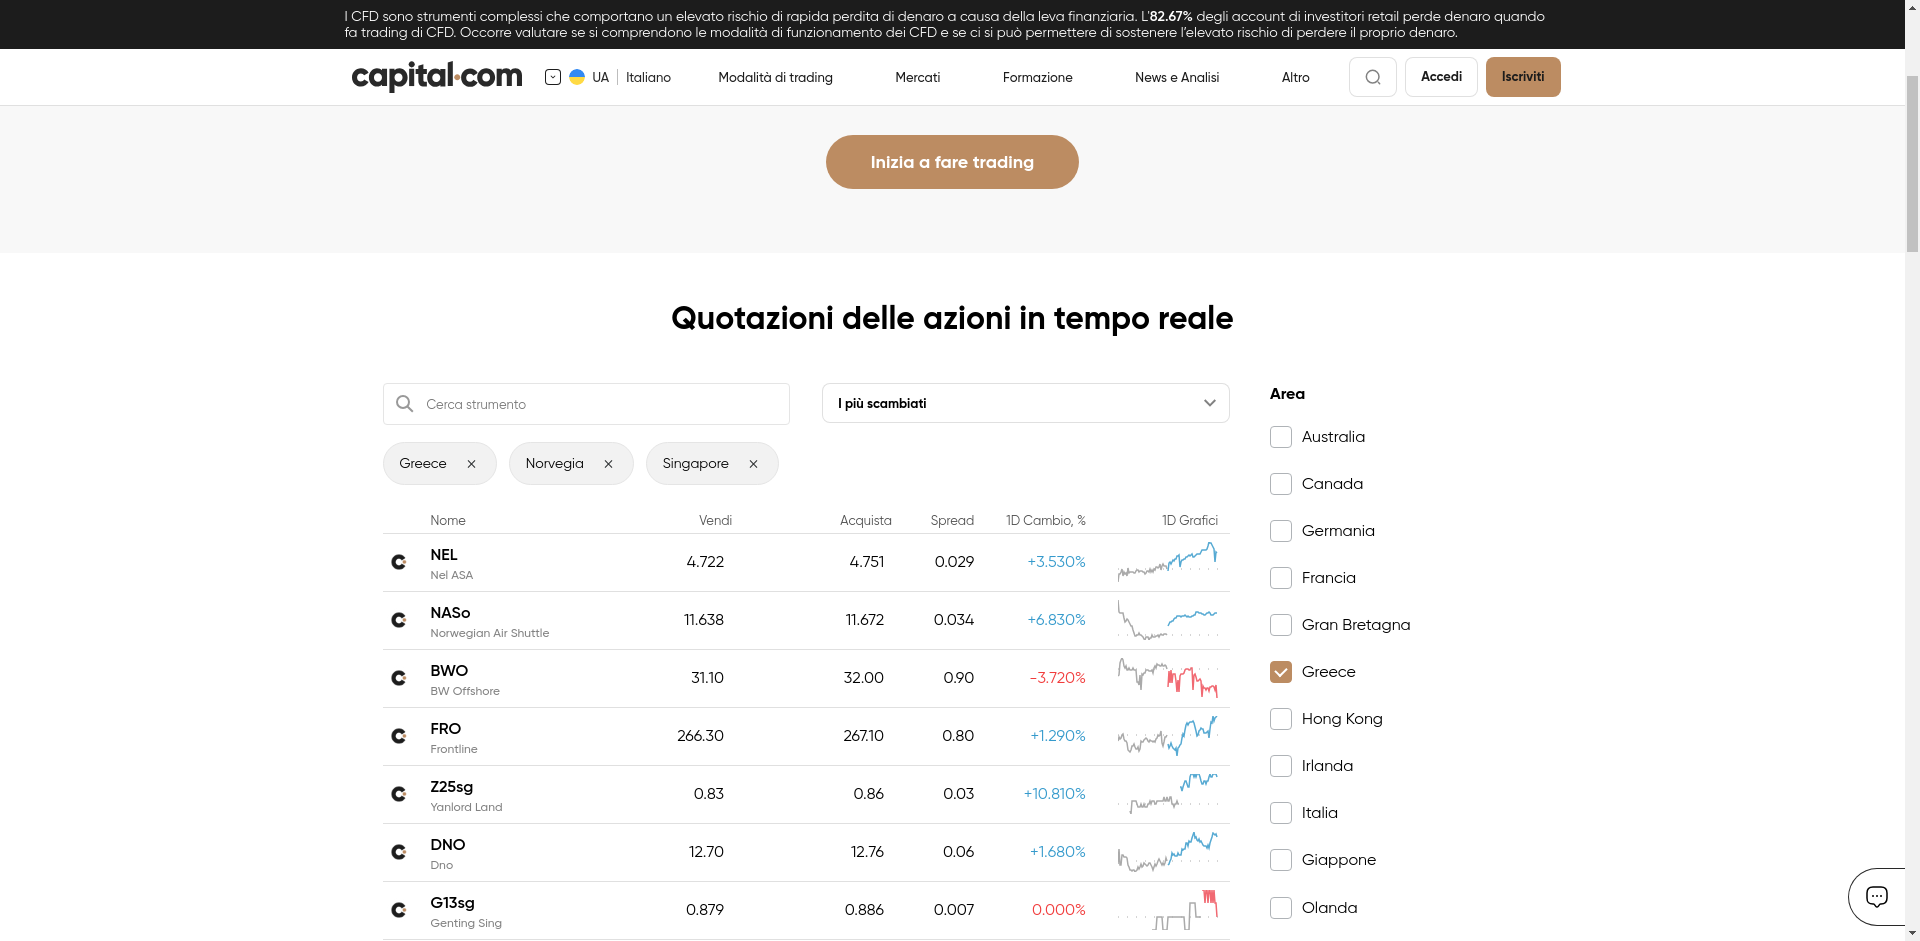 I CFD sono strumenti complessi che comportano un elevato rischio di rapida perdita di denaro a causa della leva finanziaria. L'82.67% degli account di investitori retail perde denaro quando
fa trading di CFD. Occorre valutare se si comprendono le modalità di funzionamento dei CFD e se ci si può permettere di sostenere l'elevato rischio di perdere il proprio denaro.
capital.com UA Italiano Modalità di trading Mercati Formazione News e Analisi Altro Accedi Iscriviti
Inizia a fare trading
Quotazioni delle azioni in tempo reale
Cerca strumento
I più scambiati
Greece Norvegia Singapore
Nome Vendi Acquista Spread 1D Cambio, % 1D Grafici
NEL 4.722 4.751 0.029 +3.530%
Nel ASA
NASo 11.638 11.672 0.034 +6.830%
Norwegian Air Shuttle
BWO 31.10 32.00 0.90 -3.720%
BW Offshore
FRO 266.30 267.10 0.80 +1.290%
Frontline
Z25sg 0.83 0.86 0.03 +10.810%
Yanlord Land
DNO 12.70 12.76 0.06 +1.680%
Dno
G13sg 0.879 0.886 0.007 0.000%
Genting Sing
Area
Australia
Canada
Germania
Francia
Gran Bretagna
Greece
Hong Kong
Irlanda
Italia
Giappone
Olanda